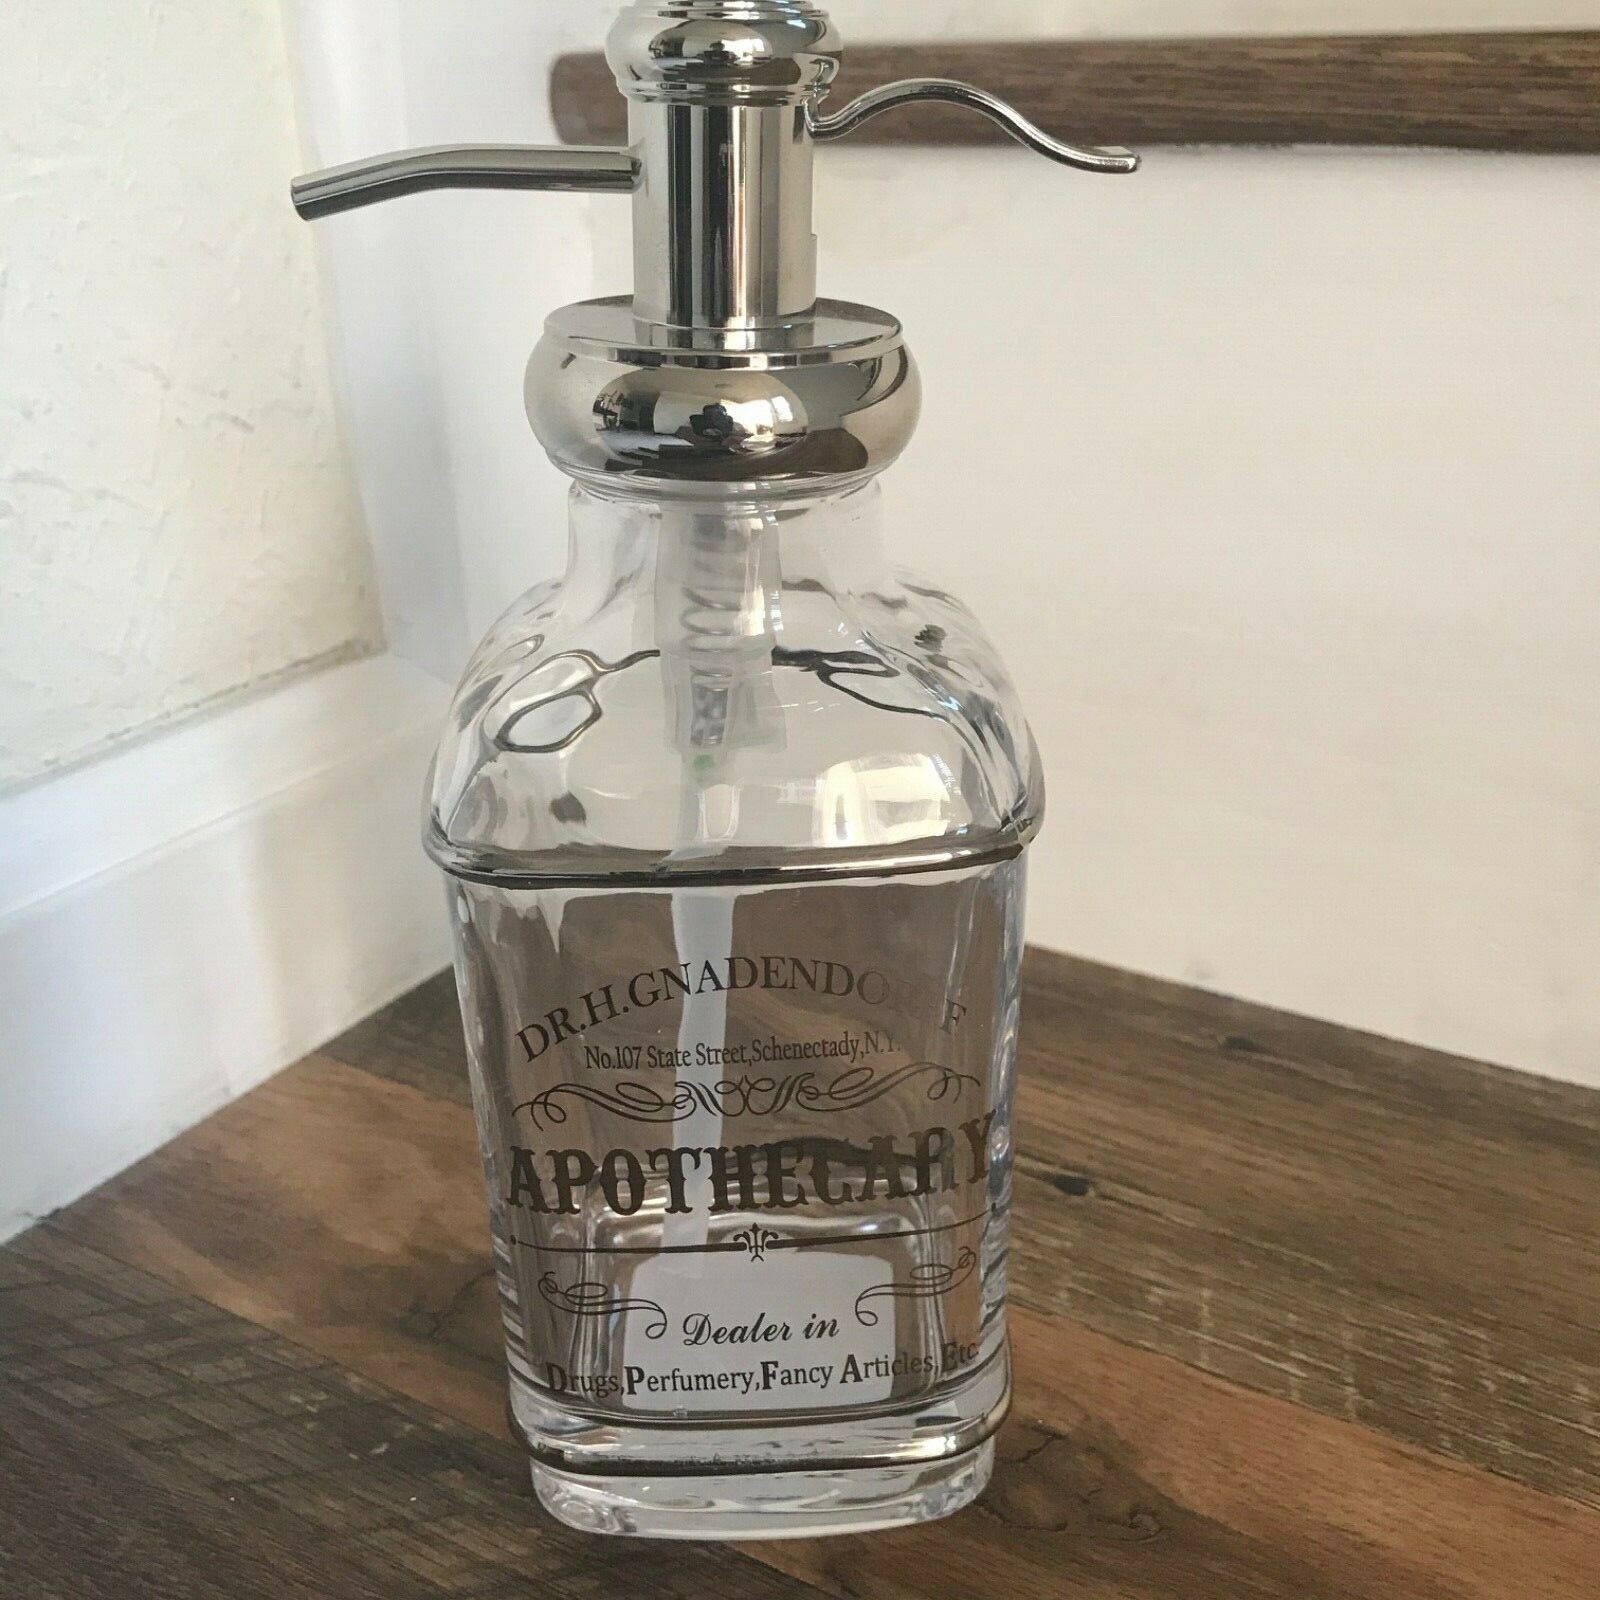 DR.H.GNADENDORF
No.107 State Street,Schenectady,N.Y.
APOTHECARY
Dealer in
Drugs,Perfumery,Fancy Articles,Etc